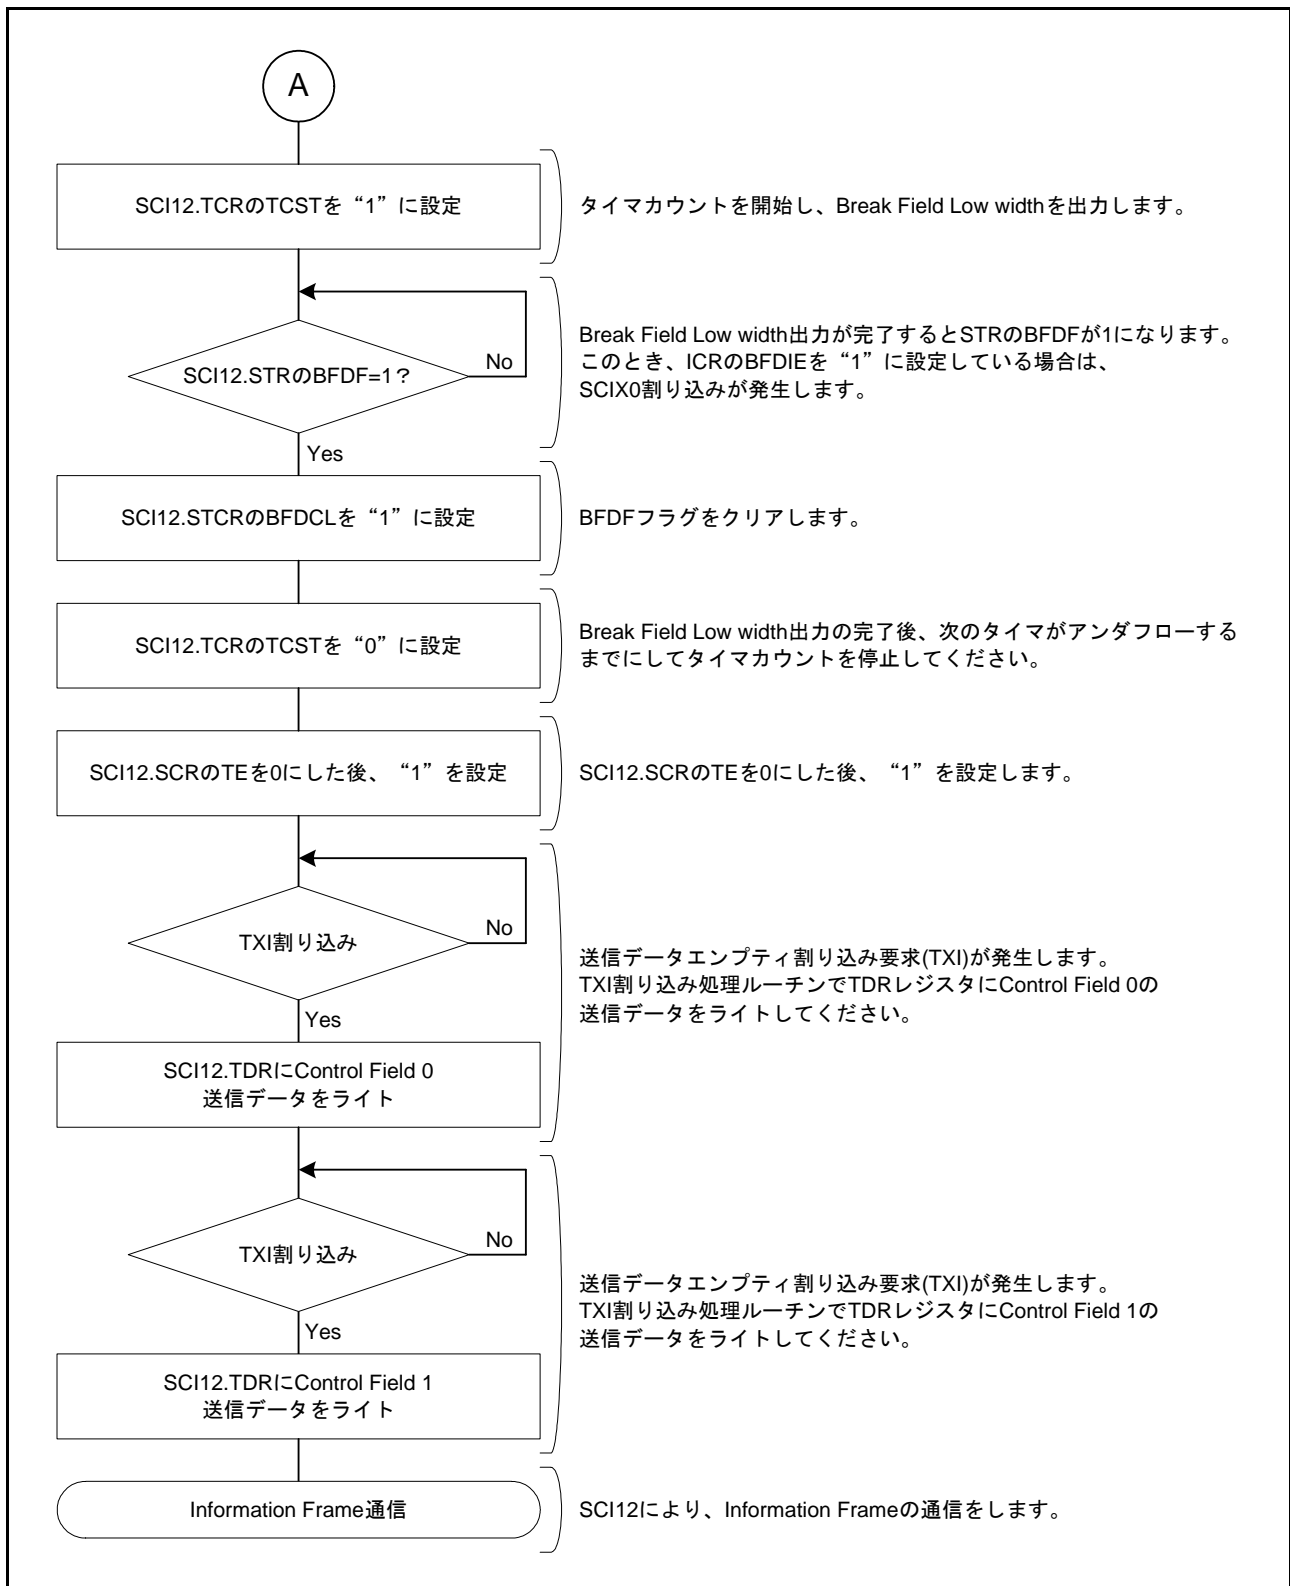 A
SCI12.TCRのTCSTを“1”に設定
タイマカウントを開始し、Break Field Low widthを出力します。
SCI12.STRのBFDF=1？
No
Yes
Break Field Low width出力が完了するとSTRのBFDFが1になります。
このとき、ICRのBFDIEを“1”に設定している場合は、
SCIX0割り込みが発生します。
SCI12.STCRのBFDCLを“1”に設定
BFDFフラグをクリアします。
SCI12.TCRのTCSTを“0”に設定
Break Field Low width出力の完了後、次のタイマがアンダフローする
までにしてタイマカウントを停止してください。
SCI12.SCRのTEを0にした後、“1”を設定
SCI12.SCRのTEを0にした後、“1”を設定します。
TXI割り込み
No
Yes
送信データエンプティ割り込み要求(TXI)が発生します。
TXI割り込み処理ルーチンでTDRレジスタにControl Field 0の
送信データをライトしてください。
SCI12.TDRにControl Field 0
送信データをライト
TXI割り込み
No
Yes
送信データエンプティ割り込み要求(TXI)が発生します。
TXI割り込み処理ルーチンでTDRレジスタにControl Field 1の
送信データをライトしてください。
SCI12.TDRにControl Field 1
送信データをライト
Information Frame通信
SCI12により、Information Frameの通信をします。